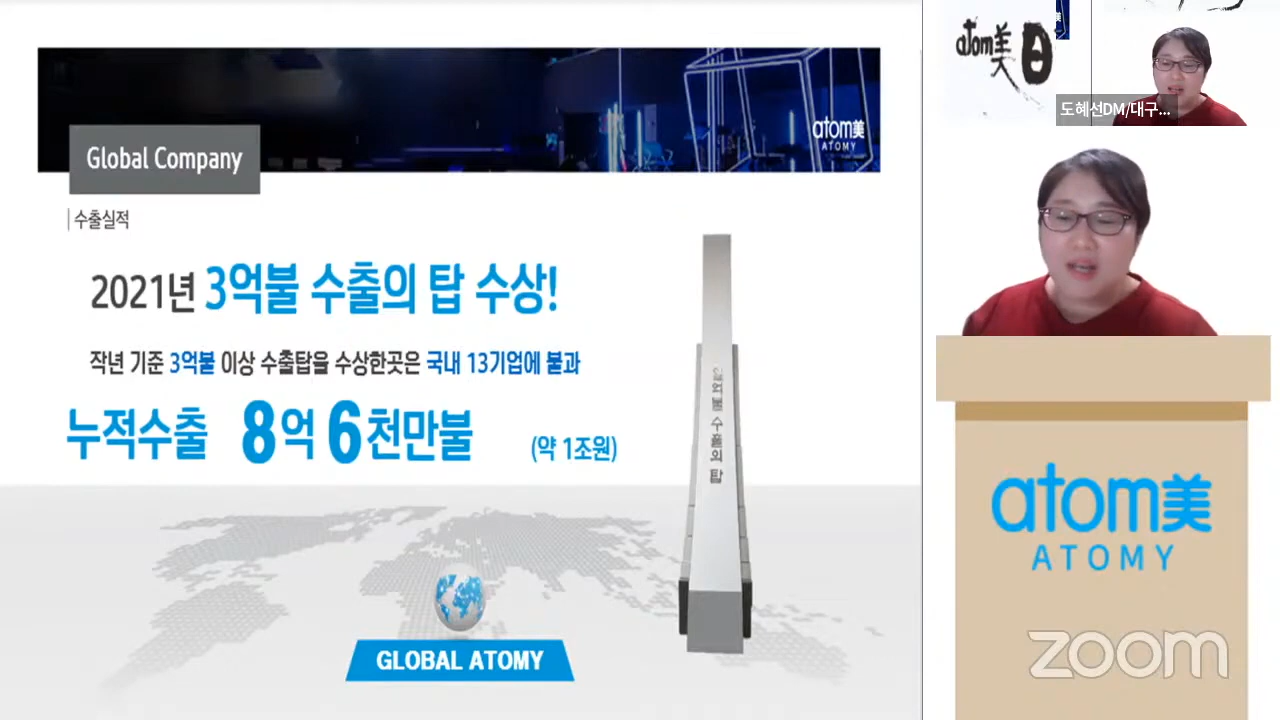 atom美
ATOMY
Global Company
수출실적
2021년 3억불 수출의 탑 수상!
작년 기준 3억불 이상 수출탑을 수상한곳은 국내 13기업에 불과
누적수출 8억 6천만불 (약 1조원)
불 수출의 탑
GLOBAL ATOMY
atom美
도혜선DM/대구...
atom美
ATOMY
zoom